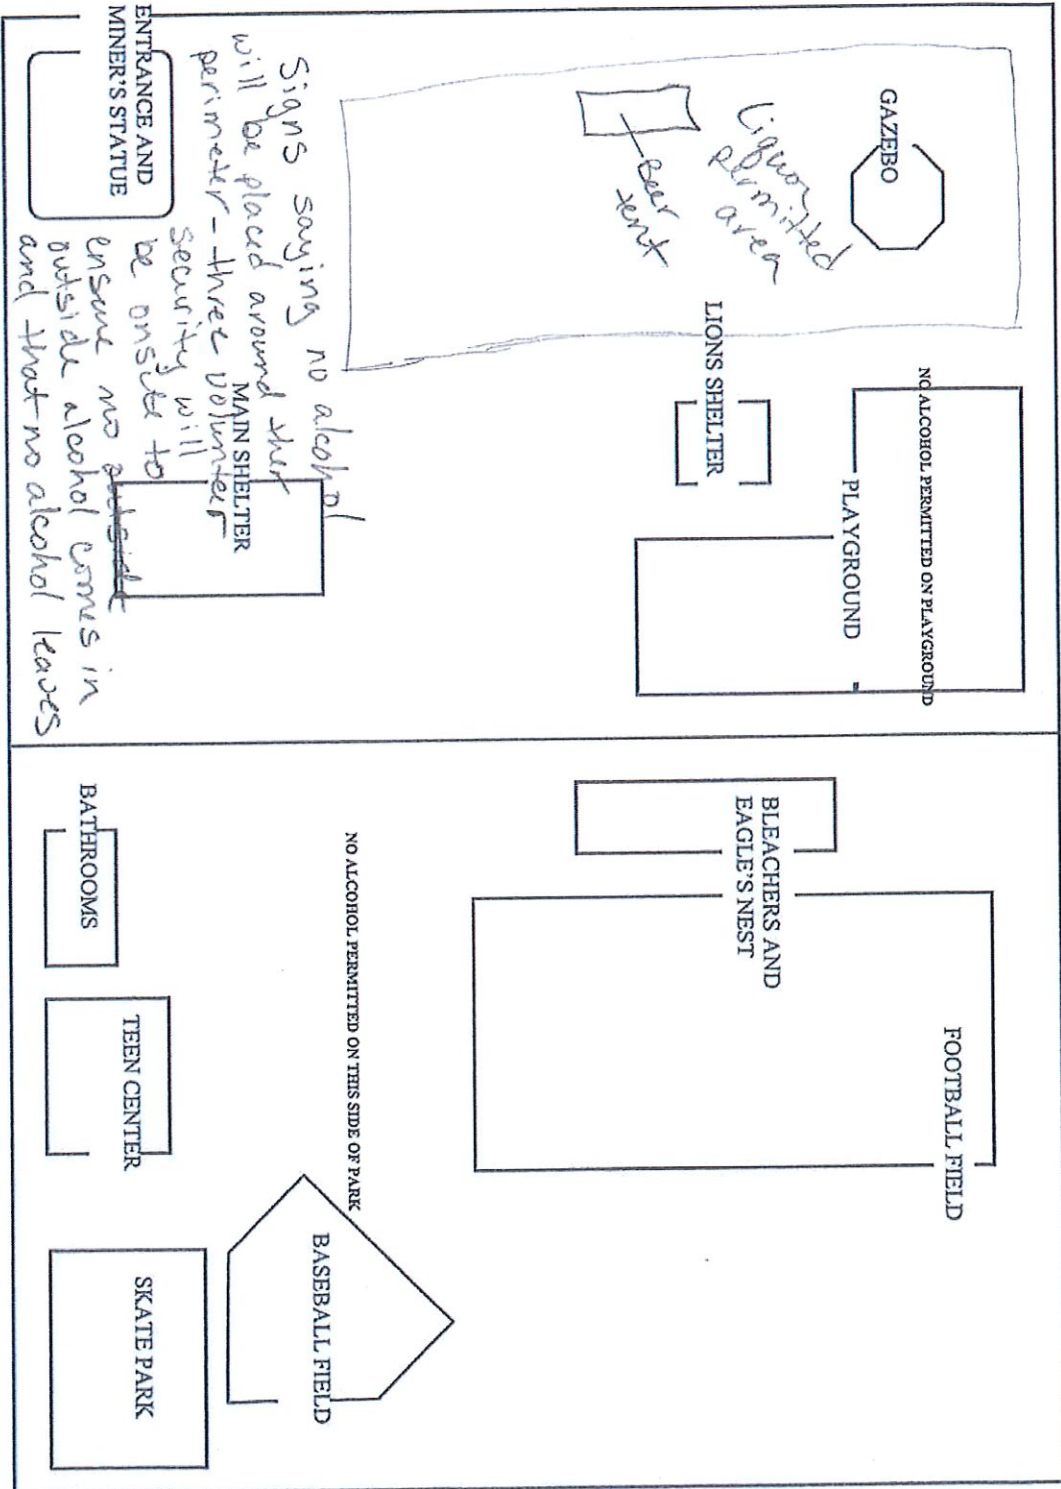 GAZEBO
Liquor
permitted
area
Beer
tent
Signs saying no alcohol
will be placed around the
perimeter - three volunteer
security will
be onsite to
ensure no outside
outside alcohol comes in
and that no alcohol leaves
ENTRANCE AND
MINER'S STATUE
LIONS SHELTER
MAIN SHELTER
NO ALCOHOL PERMITTED ON PLAYGROUND
PLAYGROUND
BLEACHERS AND
EAGLE'S NEST
FOOTBALL FIELD
NO ALCOHOL PERMITTED ON THIS SIDE OF PARK
BATHROOMS
TEEN CENTER
BASEBALL FIELD
SKATE PARK